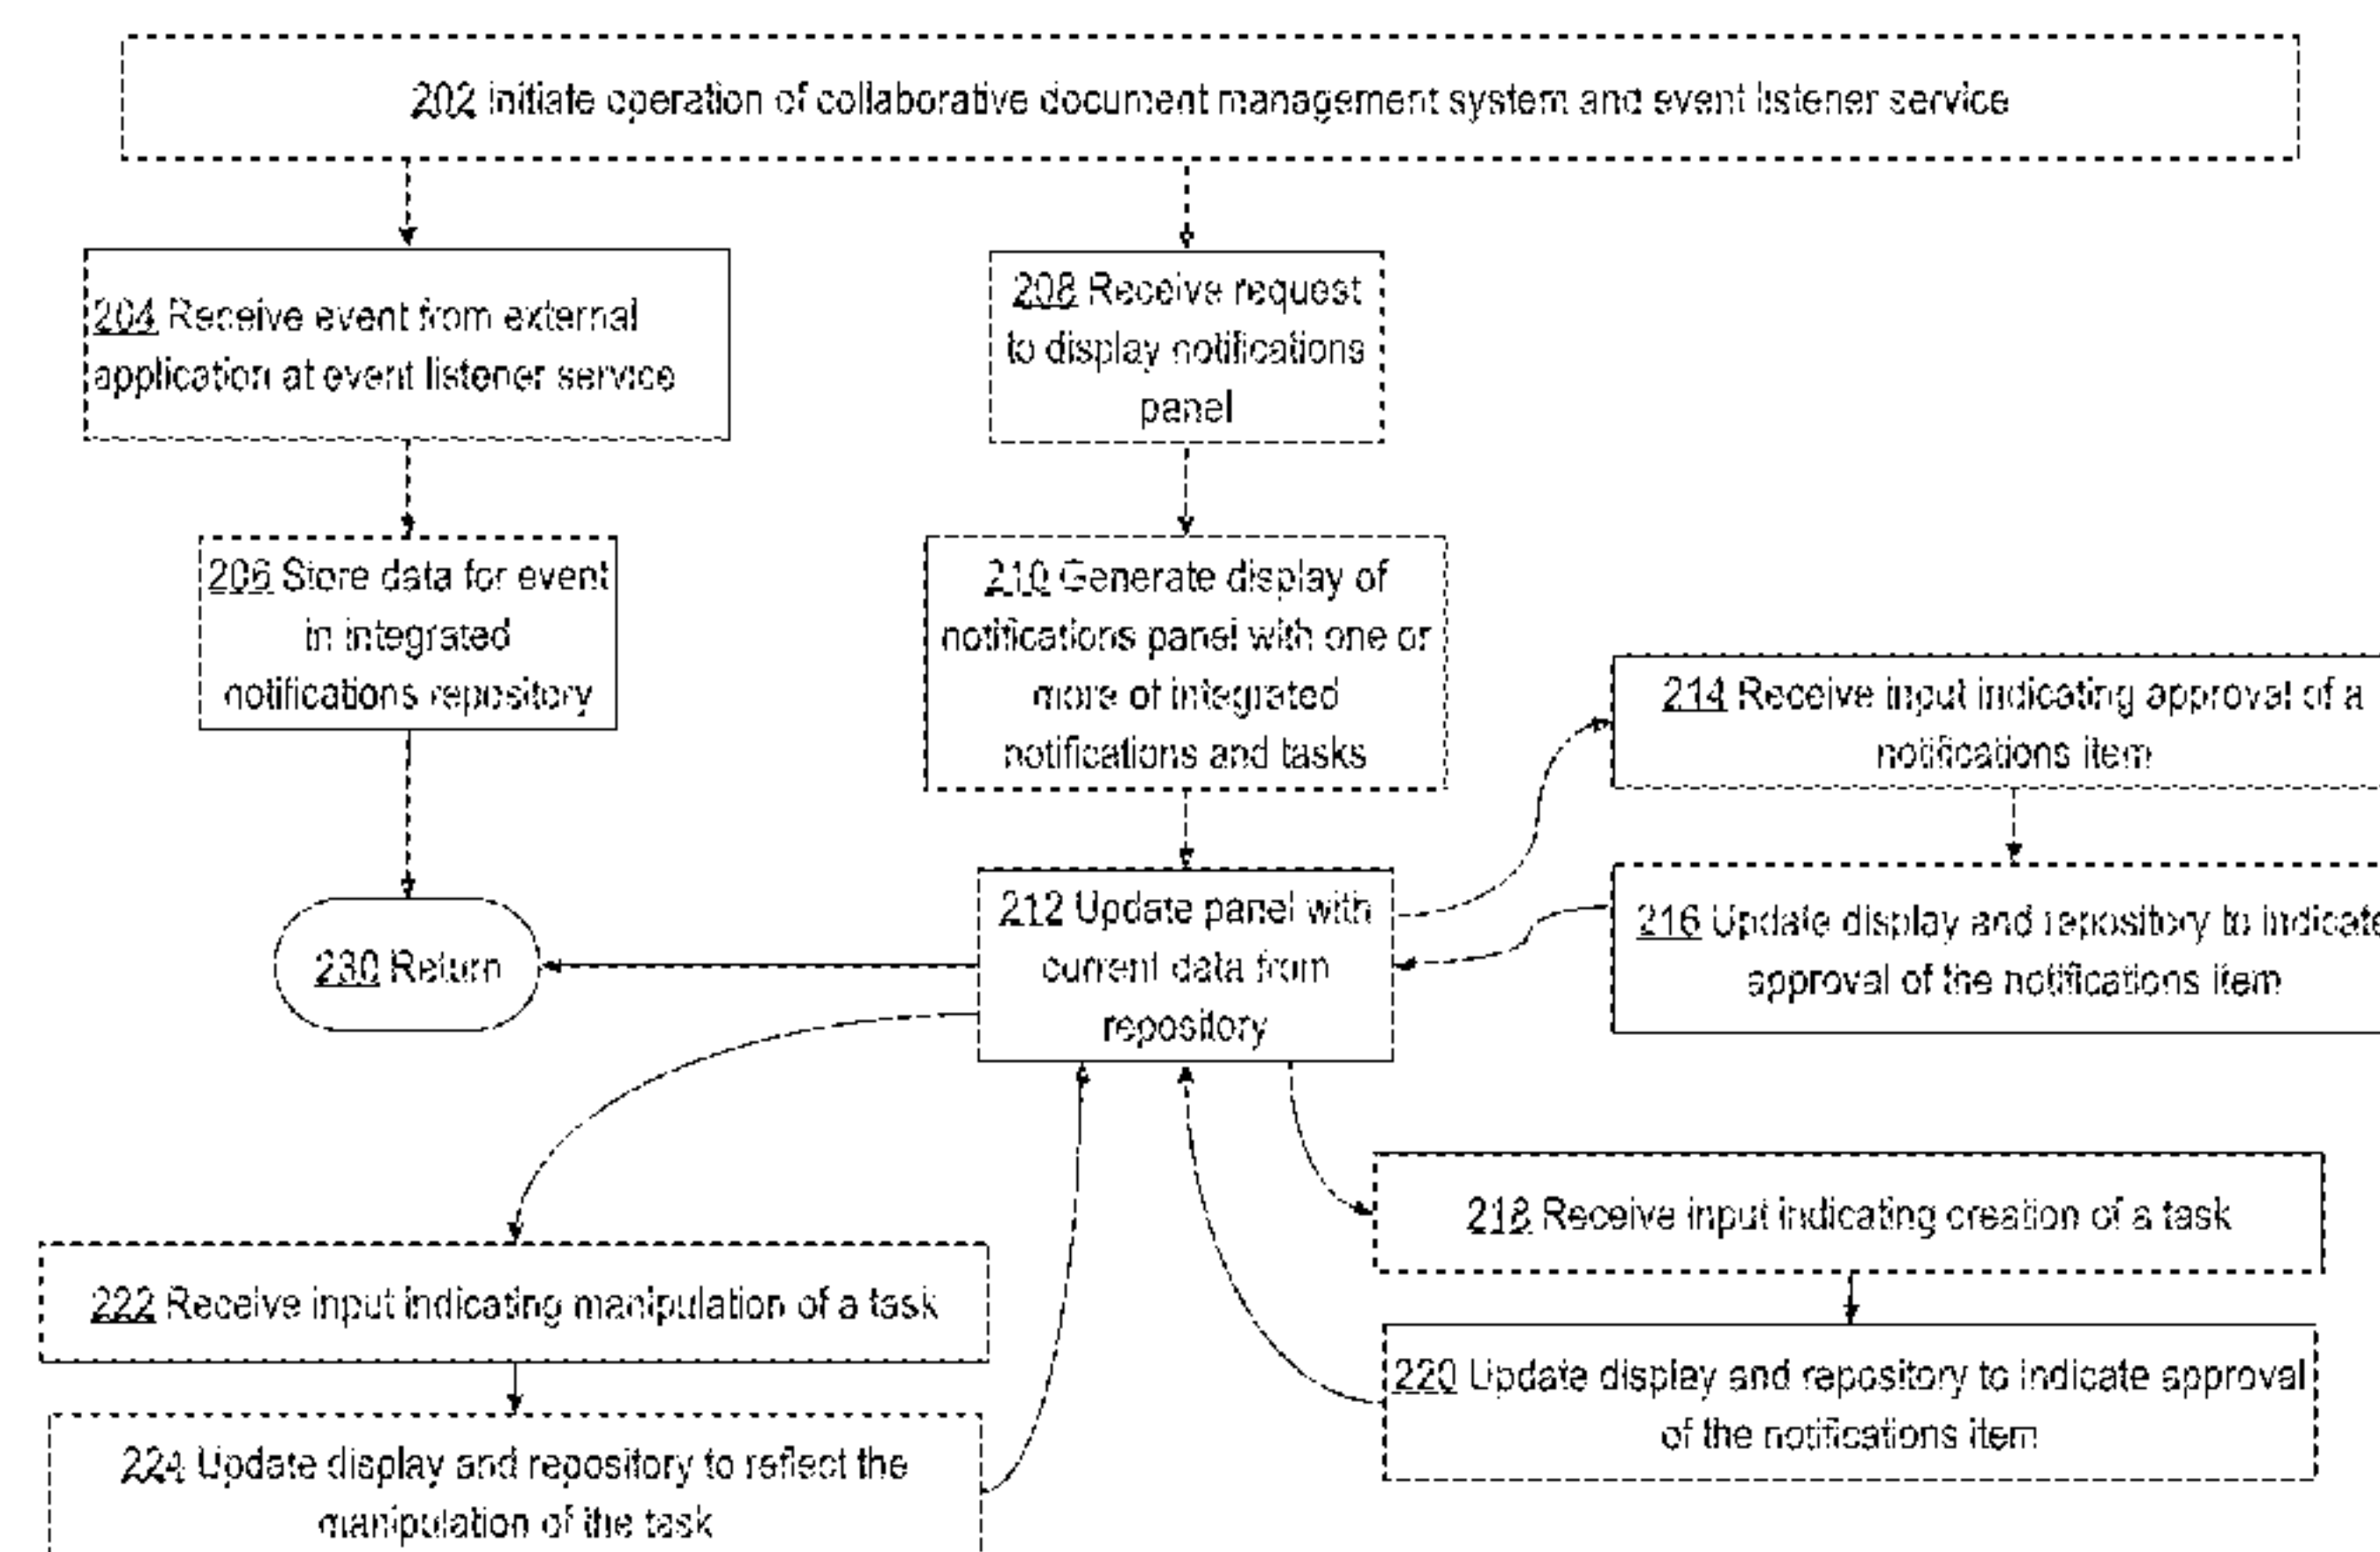 202 Initiate operation of collaborative document management system and event listener service
204 Receive event from external
application at event listener service
208 Receive request
to display notifications
panel
206 Store data for event
in integrated
notifications repository
210 Generate display of
notifications panel with one or
more of integrated
notifications and tasks
214 Receive input indicating approval of a
notifications item
212 Update panel with
current data from
repository
216 Update display and repository to indicate
approval of the notifications item
230 Return
218 Receive input indicating creation of a task
222 Receive input indicating manipulation of a task
220 Update display and repository to indicate approval
of the notifications item
224 Update display and repository to reflect the
manipulation of the task